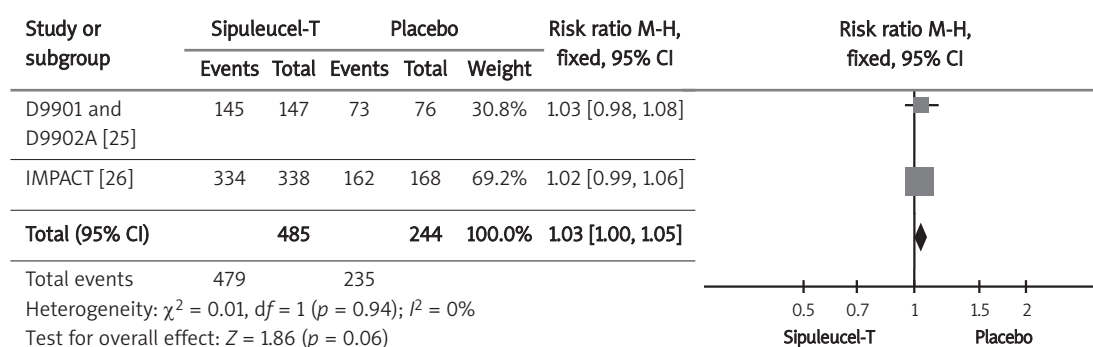 Study or subgroup Sipuleucel-T Placebo Risk ratio M-H, fixed, 95% CI Risk ratio M-H, fixed, 95% CI
Events Total Events Total Weight
D9901 and D9902A [25] 145 147 73 76 30.8% 1.03 [0.98, 1.08]
IMPACT [26] 334 338 162 168 69.2% 1.02 [0.99, 1.06]
Total (95% CI) 485 244 100.0% 1.03 [1.00, 1.05]
Total events 479 235
Heterogeneity: χ² = 0.01, df = 1 (p = 0.94); I² = 0%
Test for overall effect: Z = 1.86 (p = 0.06)
0.5 0.7 1 1.5 2
Sipuleucel-T Placebo